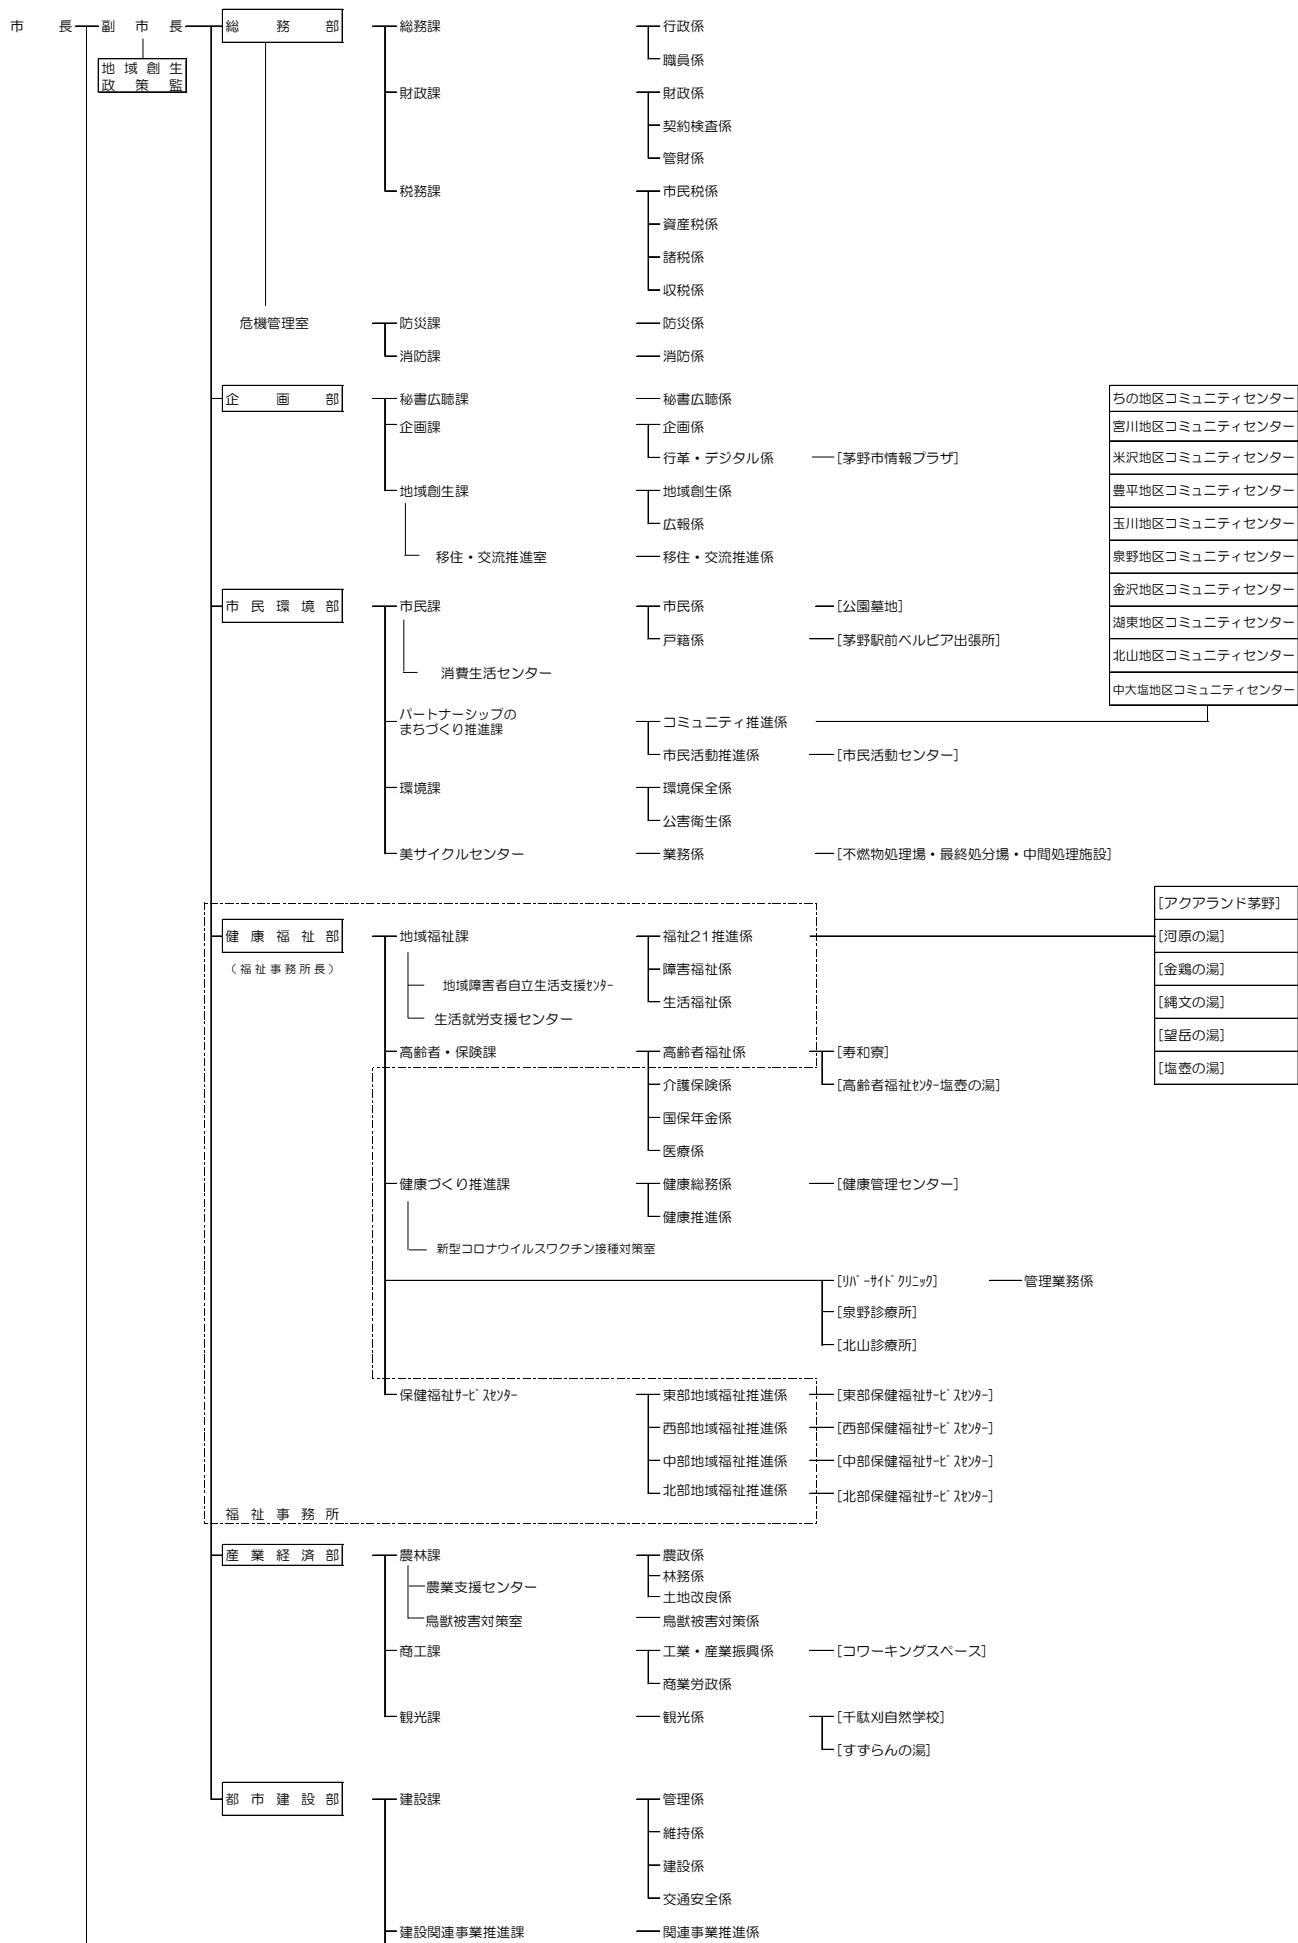 市長 副市長 総務部 総務課 行政係
職員係
地域創生
政策監
財政課 財政係
契約検査係
管財係
税務課 市民税係
資産税係
諸税係
収税係
危機管理室 防災課 防災係
消防課 消防係
企画部 秘書広聴課 秘書広聴係 ちの地区コミュニティセンター
企画課 企画係 宮川地区コミュニティセンター
行革・デジタル係 [茅野市情報プラザ] 米沢地区コミュニティセンター
地域創生課 地域創生係 豊平地区コミュニティセンター
広報係 玉川地区コミュニティセンター
移住・交流推進室 移住・交流推進係 泉野地区コミュニティセンター
金沢地区コミュニティセンター
市民環境部 市民課 市民係 [公園墓地]
湖東地区コミュニティセンター
戸籍係 [茅野駅前ベルビア出張所]
北山地区コミュニティセンター
消費生活センター
中大塩地区コミュニティセンター
パートナーシップの
まちづくり推進課
コミュニティ推進係
市民活動推進係 [市民活動センター]
環境課 環境保全係
公害衛生係
美サイクルセンター 業務係 [不燃物処理場・最終処分場・中間処理施設]
[アクアランド茅野]
健康福祉部 地域福祉課 福祉21推進係 [河原の湯]
(福祉事務所長) 障害福祉係 [金鶏の湯]
地域障害者自立生活支援ｾﾝﾀｰ
生活福祉係 [縄文の湯]
生活就労支援センター
[望岳の湯]
高齢者・保険課 高齢者福祉係 [寿和寮]
[塩壺の湯]
介護保険係 [高齢者福祉ｾﾝﾀｰ塩壺の湯]
国保年金係
医療係
健康づくり推進課 健康総務係 [健康管理センター]
健康推進係
新型コロナウイルスワクチン接種対策室
[ﾘﾊﾞｰｻｲﾄﾞｸﾘﾆｯｸ] 管理業務係
[泉野診療所]
[北山診療所]
保健福祉ｻｰﾋﾞｽｾﾝﾀｰ 東部地域福祉推進係 [東部保健福祉ｻｰﾋﾞｽｾﾝﾀｰ]
西部地域福祉推進係 [西部保健福祉ｻｰﾋﾞｽｾﾝﾀｰ]
中部地域福祉推進係 [中部保健福祉ｻｰﾋﾞｽｾﾝﾀｰ]
北部地域福祉推進係 [北部保健福祉ｻｰﾋﾞｽｾﾝﾀｰ]
福祉事務所
産業経済部 農林課 農政係
林務係
農業支援センター
土地改良係
鳥獣被害対策室 鳥獣被害対策係
商工課 工業・産業振興係 [コワーキングスペース]
商業労政係
観光課 観光係 [千駄刈自然学校]
[すずらんの湯]
都市建設部 建設課 管理係
維持係
建設係
交通安全係
建設関連事業推進課 関連事業推進係